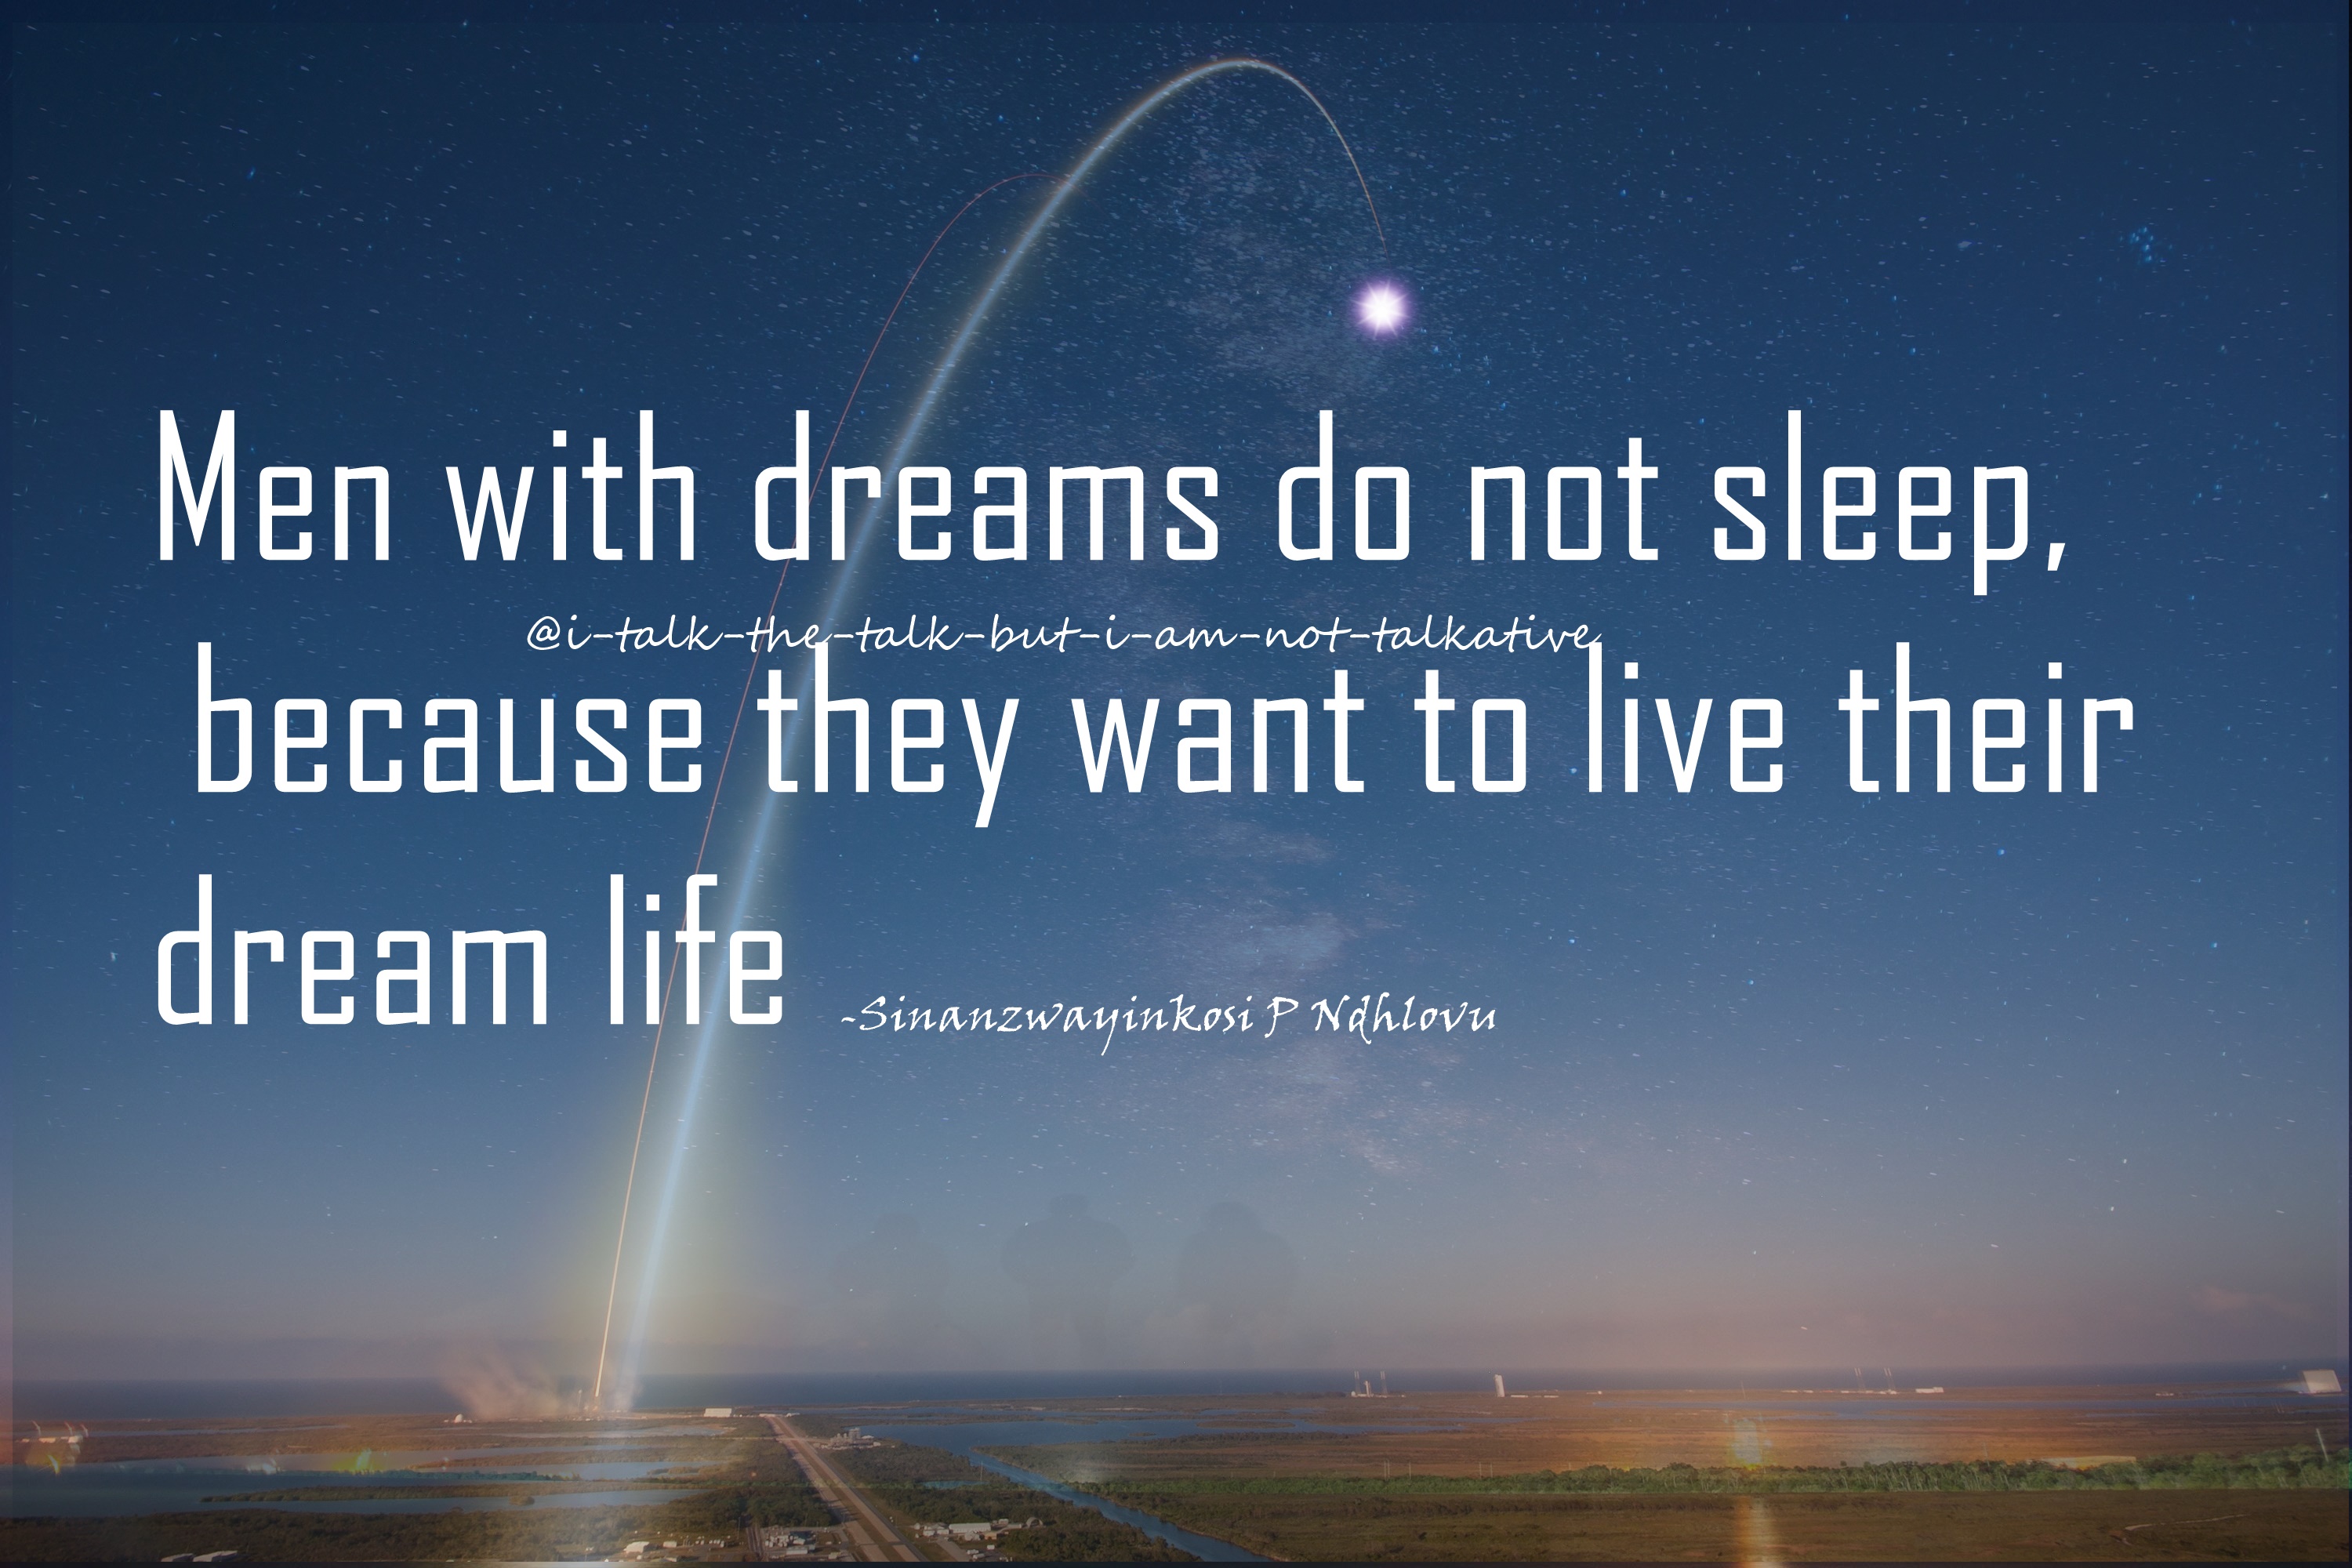 Men with dreams do not sleep,
@i-talk-the-talk-but-i-am-not-talkative
because they want to live their
dream life
-Sinanzwayinkosi P Ndhlovu